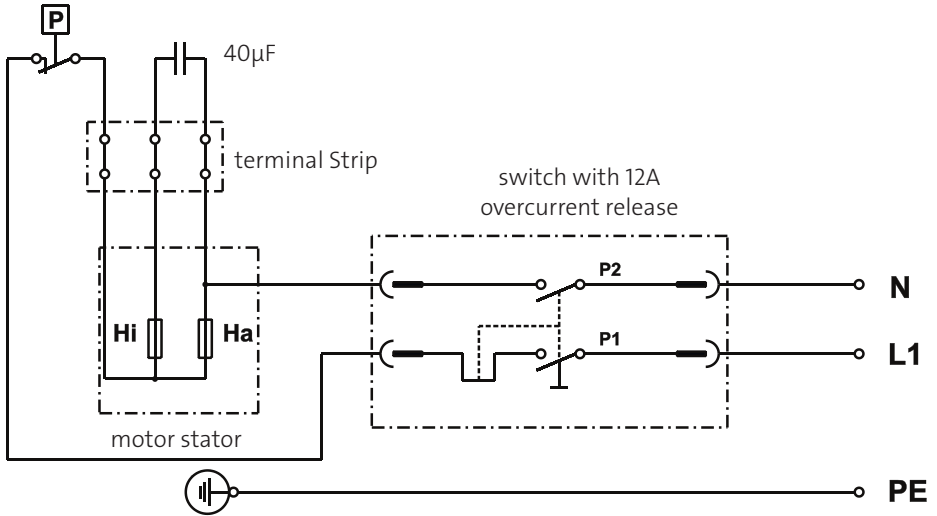 P
40µF
terminal Strip
switch with 12A
overcurrent release
P2
N
Hi
Ha
P1
L1
motor stator
PE